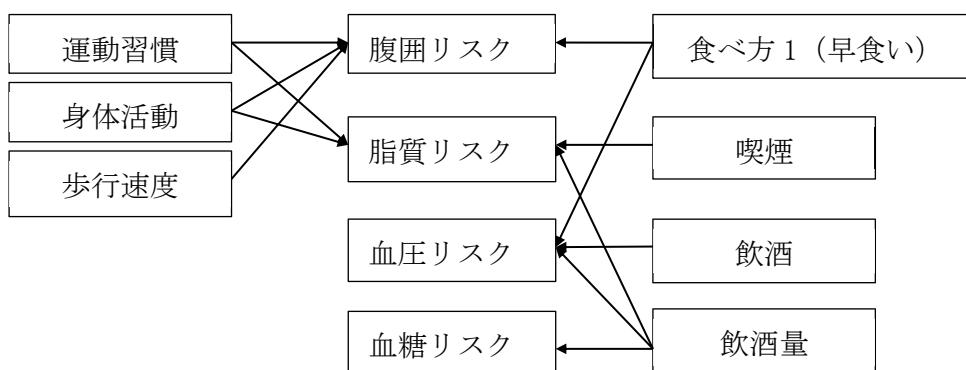 運動習慣
身体活動
歩行速度
腹囲リスク
脂質リスク
血圧リスク
血糖リスク
食べ方1（早食い）
喫煙
飲酒
飲酒量